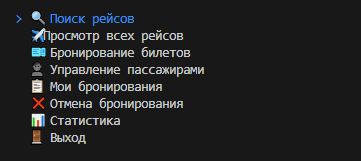 > 🔍 Поиск рейсов
✈️Просмотр всех рейсов
🎫 Бронирование билетов
👤 Управление пассажирами
📋 Мои бронирования
❌ Отмена бронирования
📊 Статистика
🚪 Выход